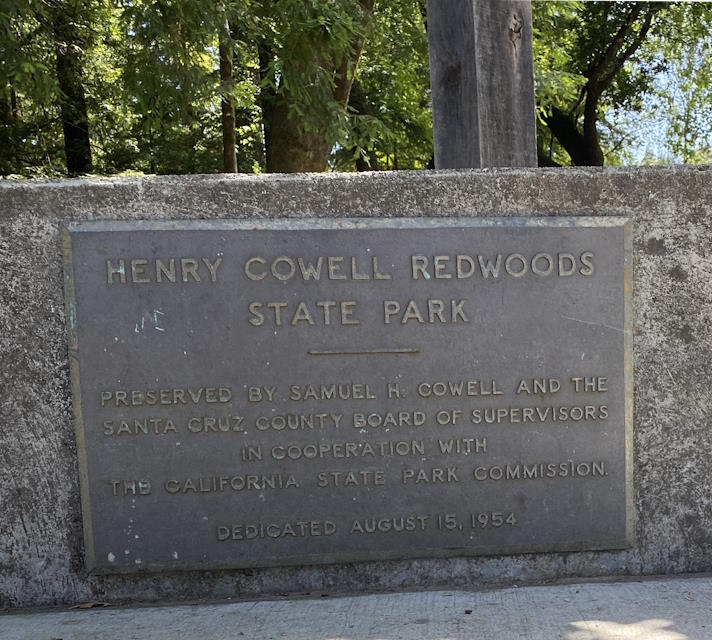 HENRY COWELL REDWOODS
STATE PARK
PRESERVED BY SAMUEL H. COWELL AND THE
SANTA CRUZ COUNTY BOARD OF SUPERVISORS
IN COOPERATION WITH
THE CALIFORNIA STATE PARK COMMISSION.
DEDICATED AUGUST 15, 1954